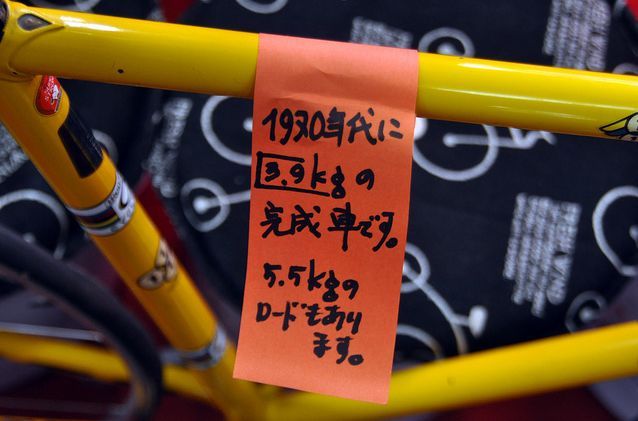 1970年代に
3.9kgの
完成車です。
5.5kgの
ロードもあり
ます。